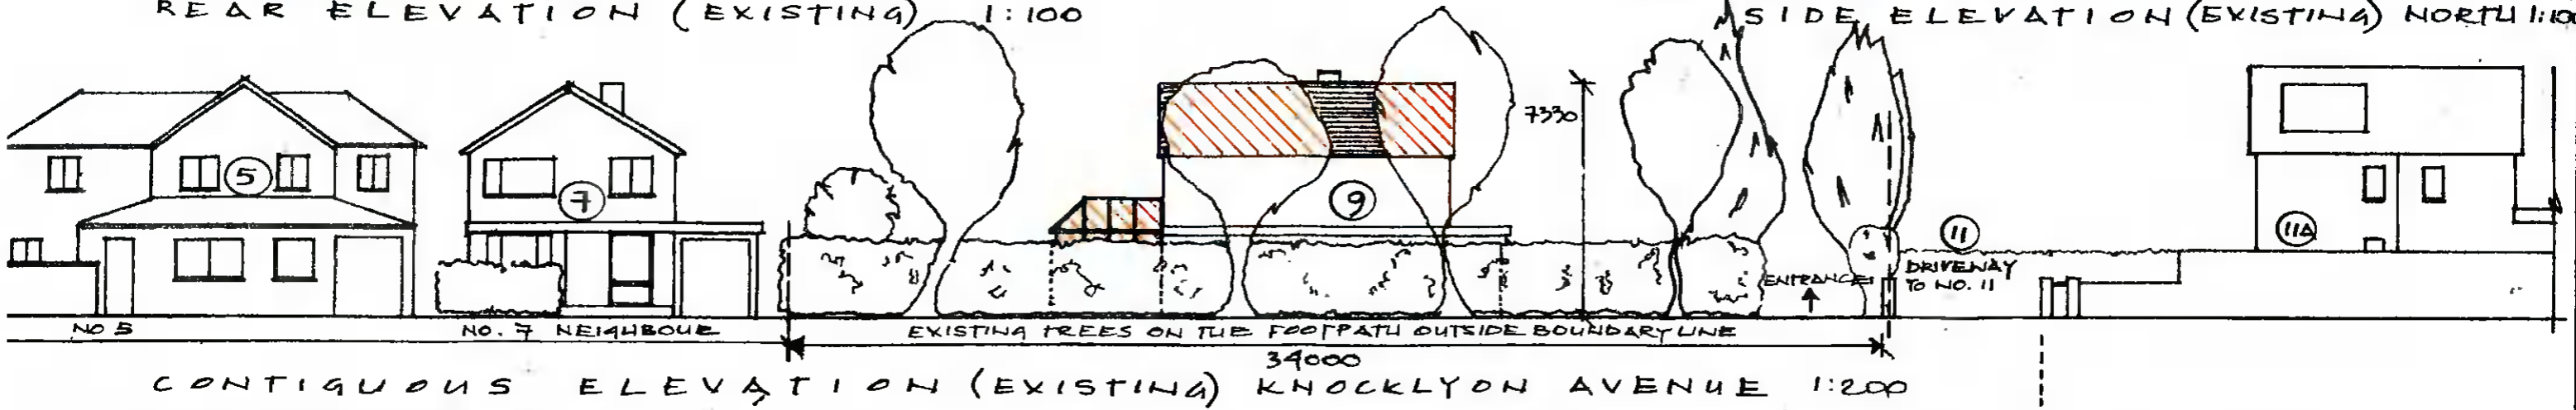 REAR ELEVATION (EXISTING) 1:100
SIDE ELEVATION (EXISTING) NORTH 1:100
7330
5
7
9
11
11A
ENTRANCE
DRIVEWAY
TO NO. 11
NO 5
NO. 7 NEIGHBOUR
EXISTING TREES ON THE FOOTPATH OUTSIDE BOUNDARY LINE
34000
CONTIGUOUS ELEVATION (EXISTING) KNOCKLYON AVENUE 1:200